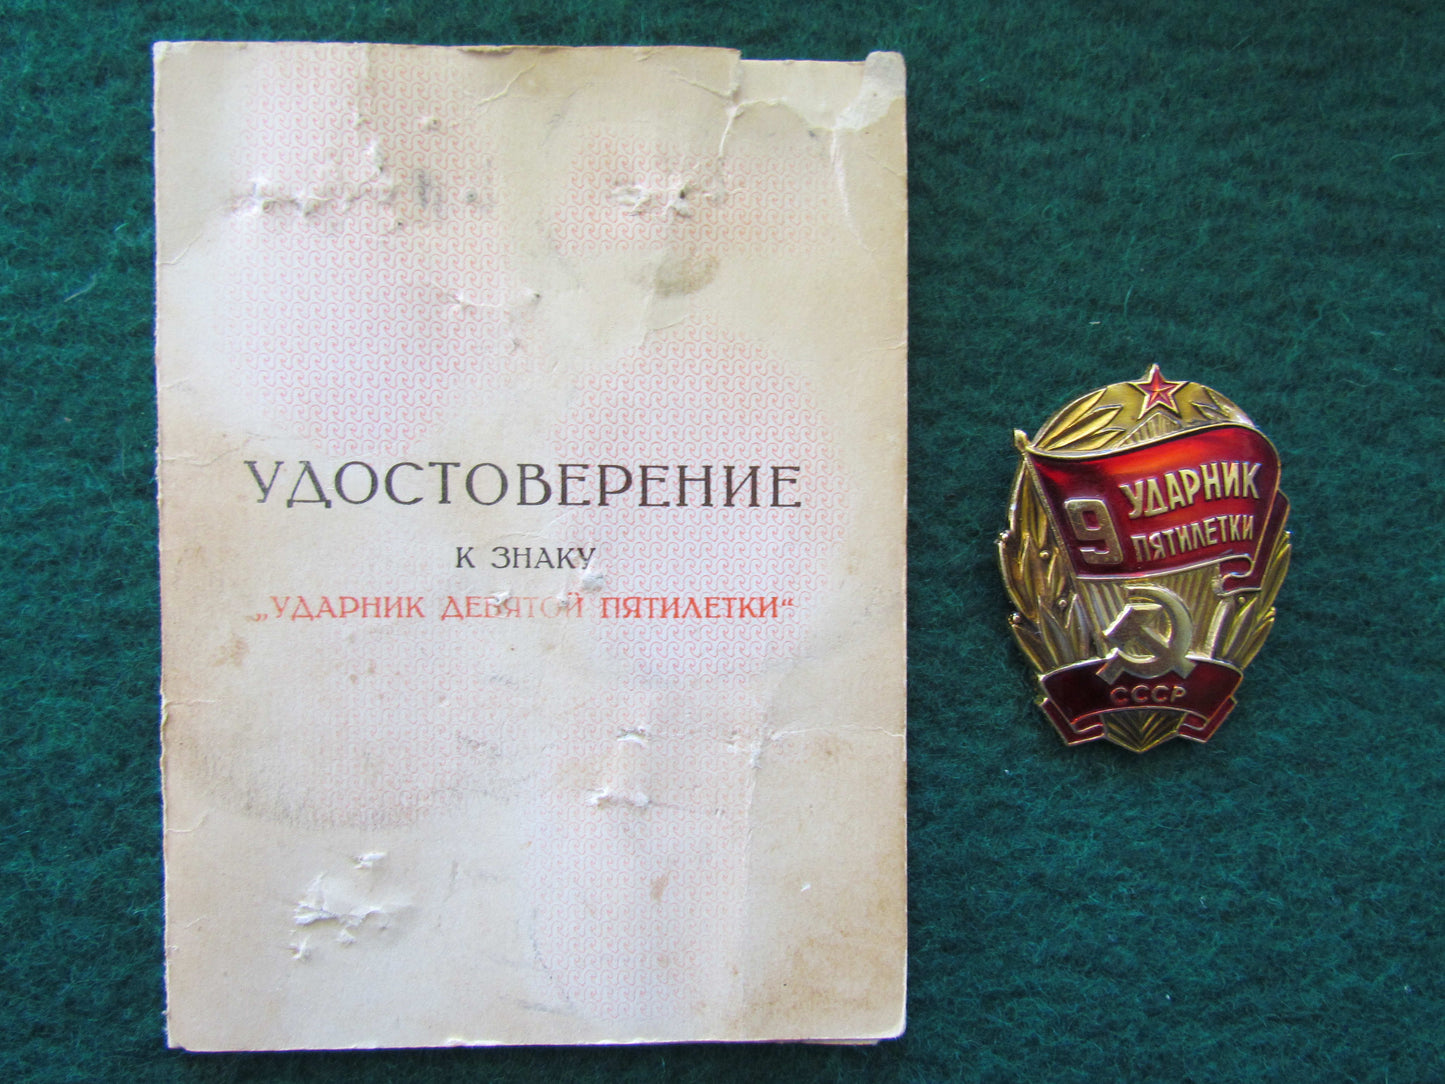 УДОСТОВЕРЕНИЕ
К ЗНАКУ
„УДАРНИК ДЕВЯТОЙ ПЯТИЛЕТКИ“
9 УДАРНИК
ПЯТИЛЕТКИ
СССР